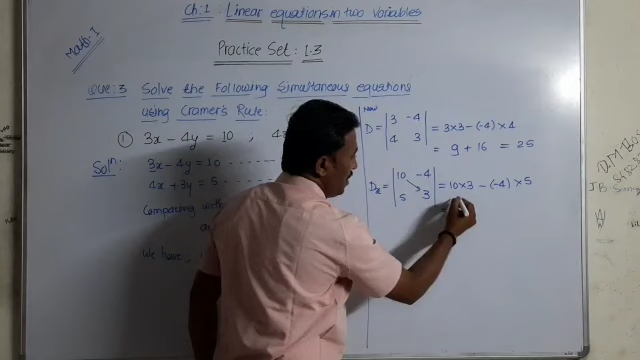 Ch:1: Linear equations in two variables
Math-I
Practice Set: 1.3
Que:3 Solve the Following Simultaneous equations
using Cramer's Rule:
① 3x - 4y = 10 , 4x
Solⁿ: 3x - 4y = 10 -----
4x + 3y = 5 -----
Comparing with
We have,
Now
D = | 3 -4 | = 3×3 - (-4) × 4
| 4 3 | = 9 + 16 = 25
Dx = | 10 -4 | = 10×3 - (-4) × 5
| 5 3 | =